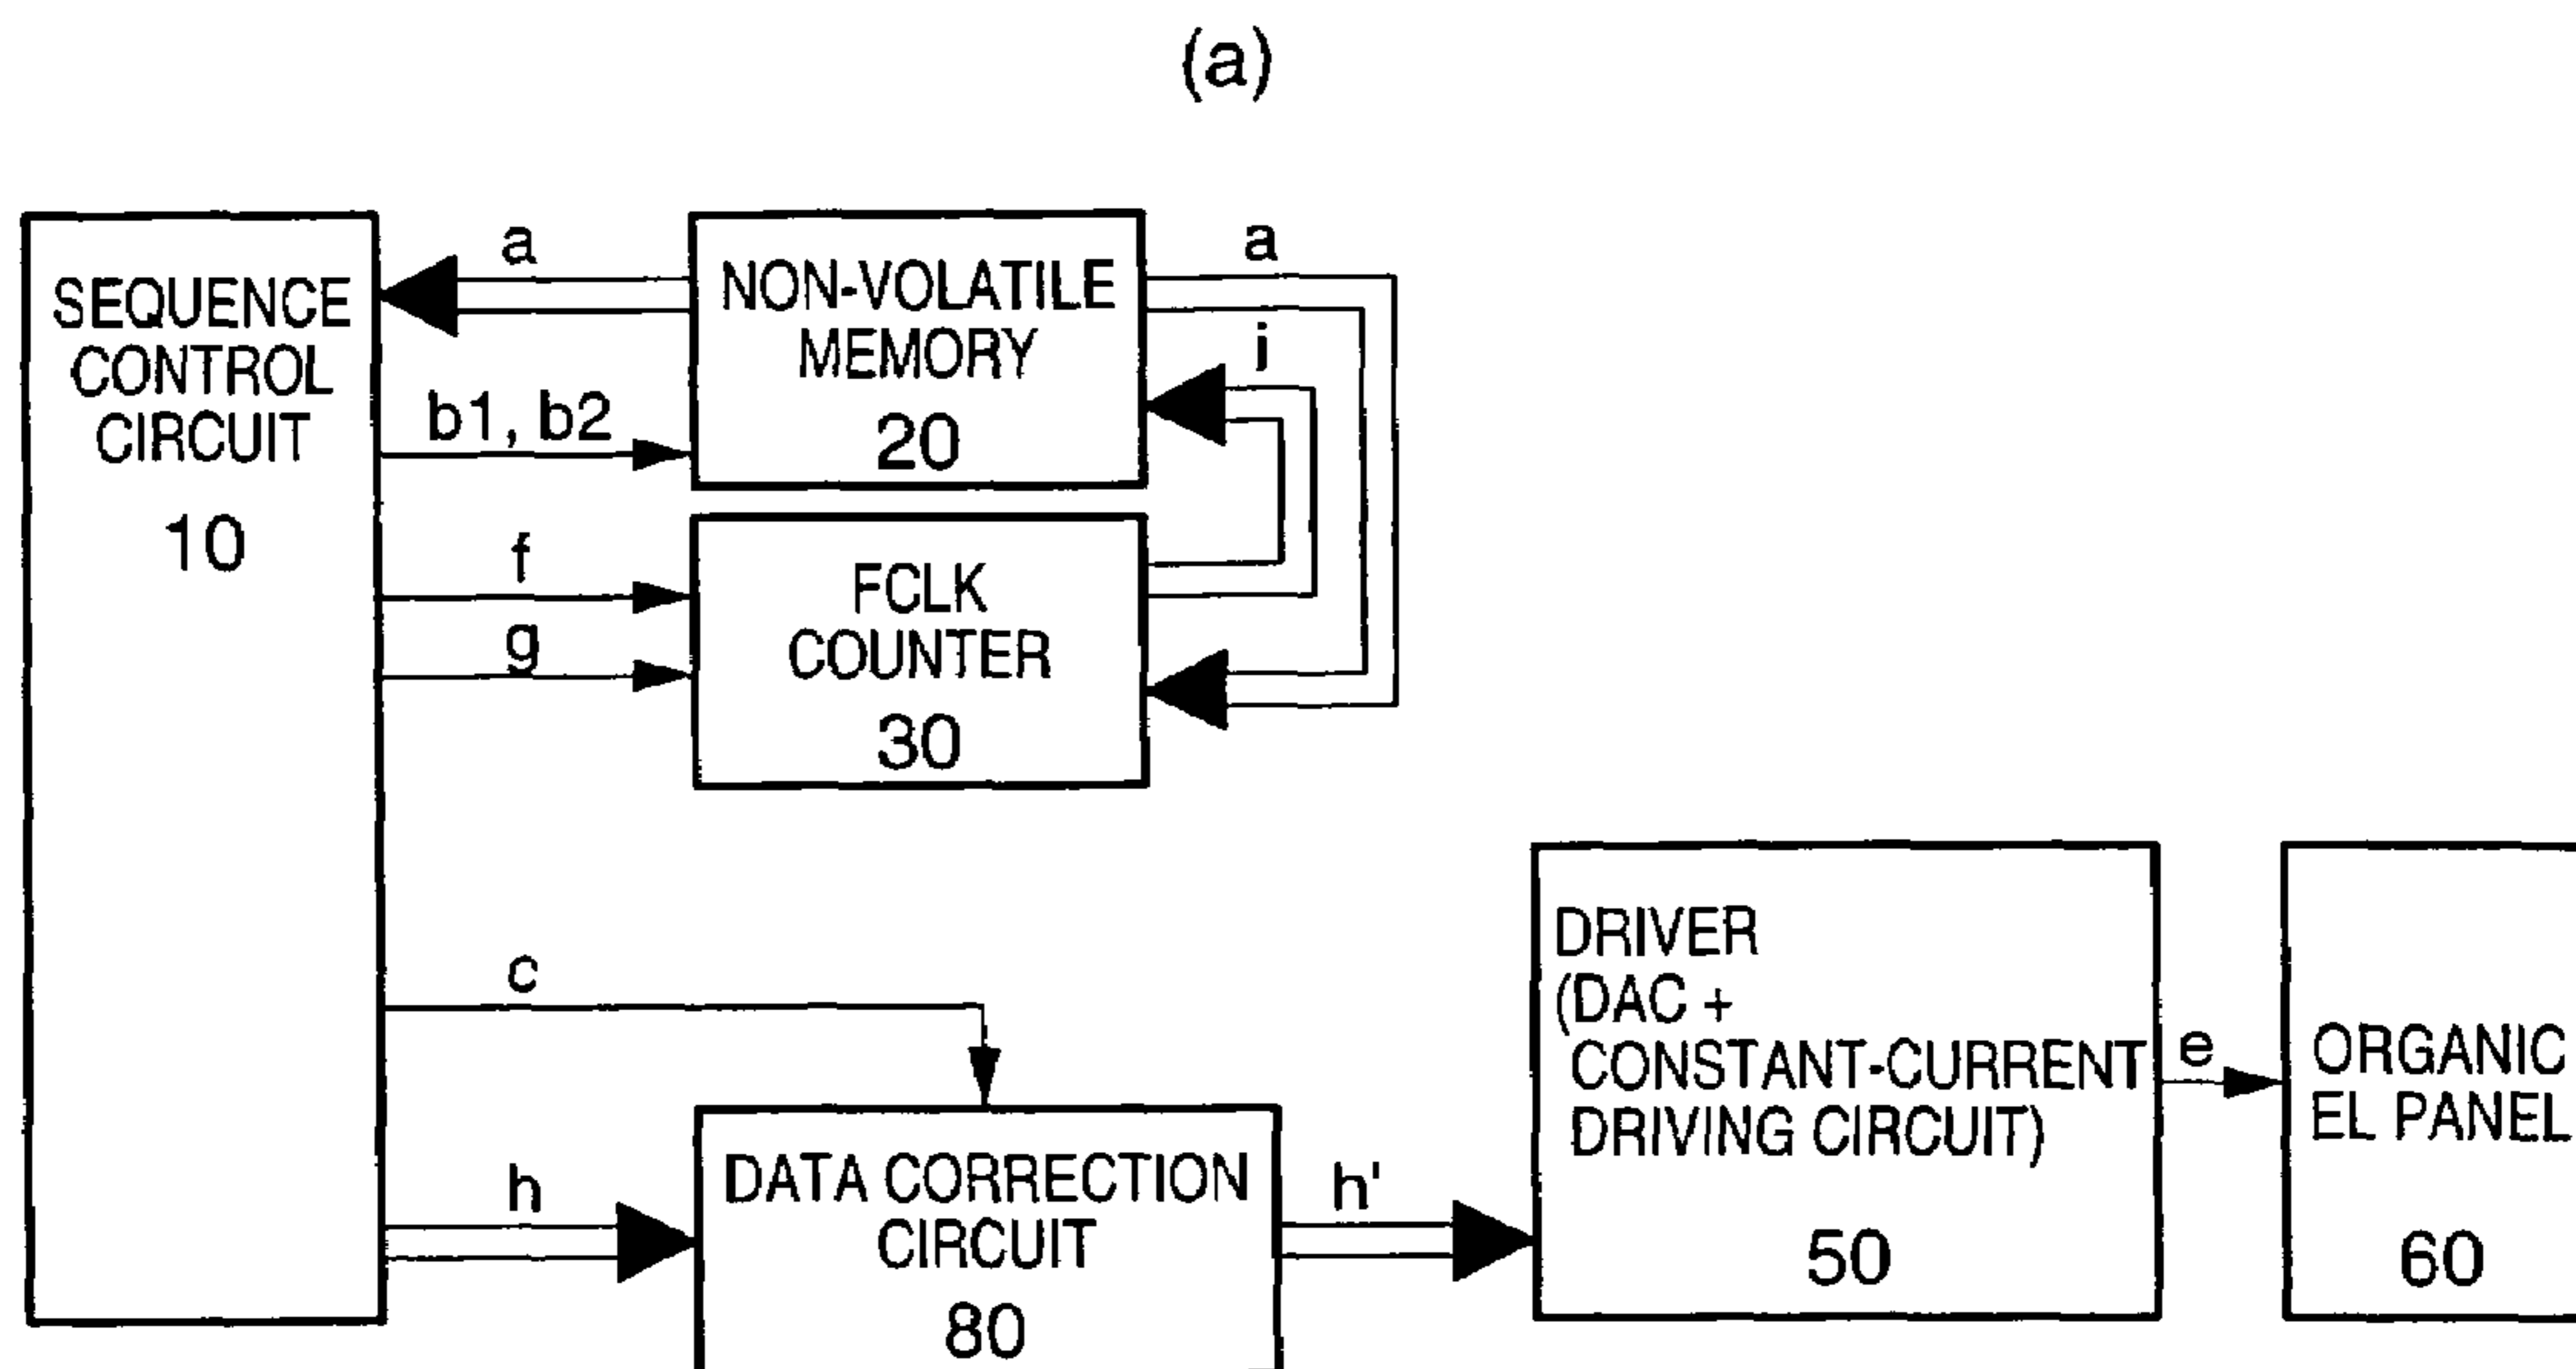 (a)
SEQUENCE
CONTROL
CIRCUIT
10
a
b1, b2
f
g
c
h
NON-VOLATILE
MEMORY
20
a
i
FCLK
COUNTER
30
DATA CORRECTION
CIRCUIT
80
h'
DRIVER
(DAC +
CONSTANT-CURRENT
DRIVING CIRCUIT)
50
e
ORGANIC
EL PANEL
60